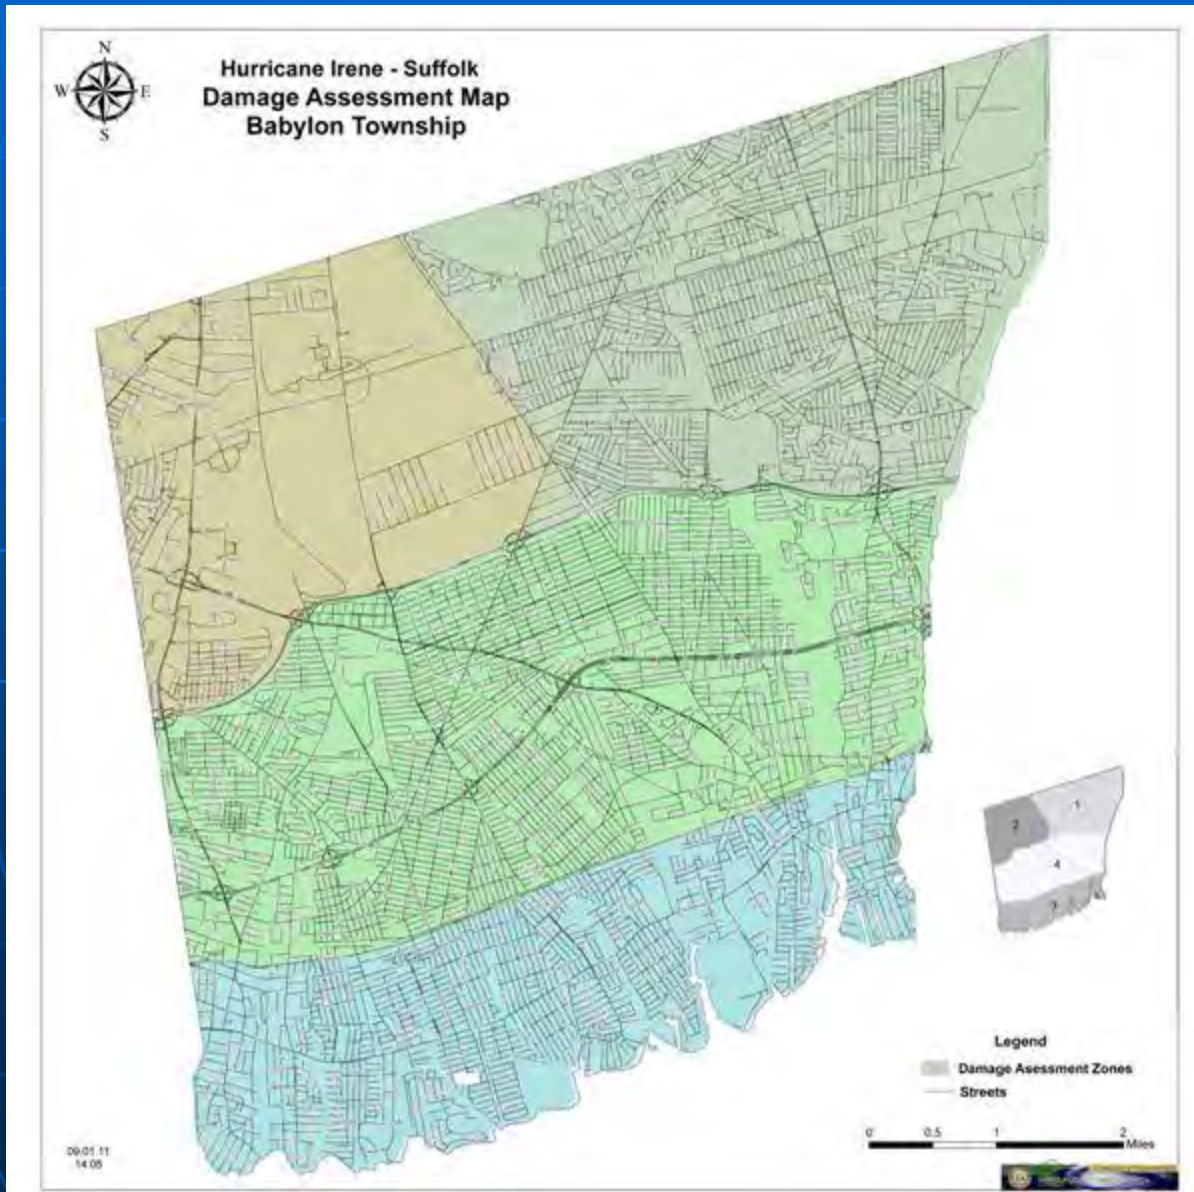 N
W E
S
Hurricane Irene - Suffolk
Damage Assessment Map
Babylon Township
1
2
4
Legend
Damage Asessment Zones
Streets
0 0.5 1 2
Miles
09.01.11
14:05